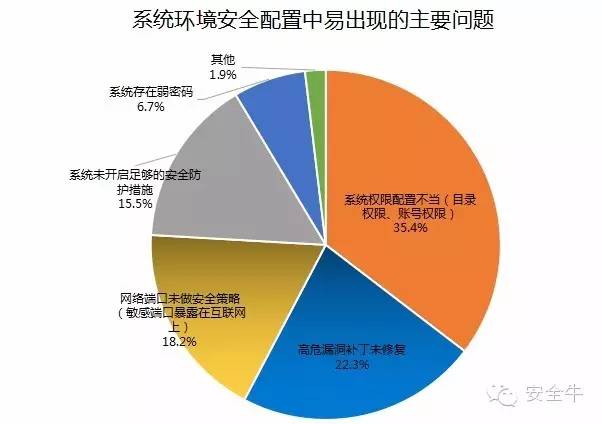 系统环境安全配置中易出现的主要问题
其他
1.9%
系统存在弱密码
6.7%
系统未开启足够的安全防
护措施
15.5%
系统权限配置不当（目录
权限、账号权限）
35.4%
网络端口未做安全策略
（敏感端口暴露在互联网
上）
18.2%
高危漏洞补丁未修复
22.3%
安全牛